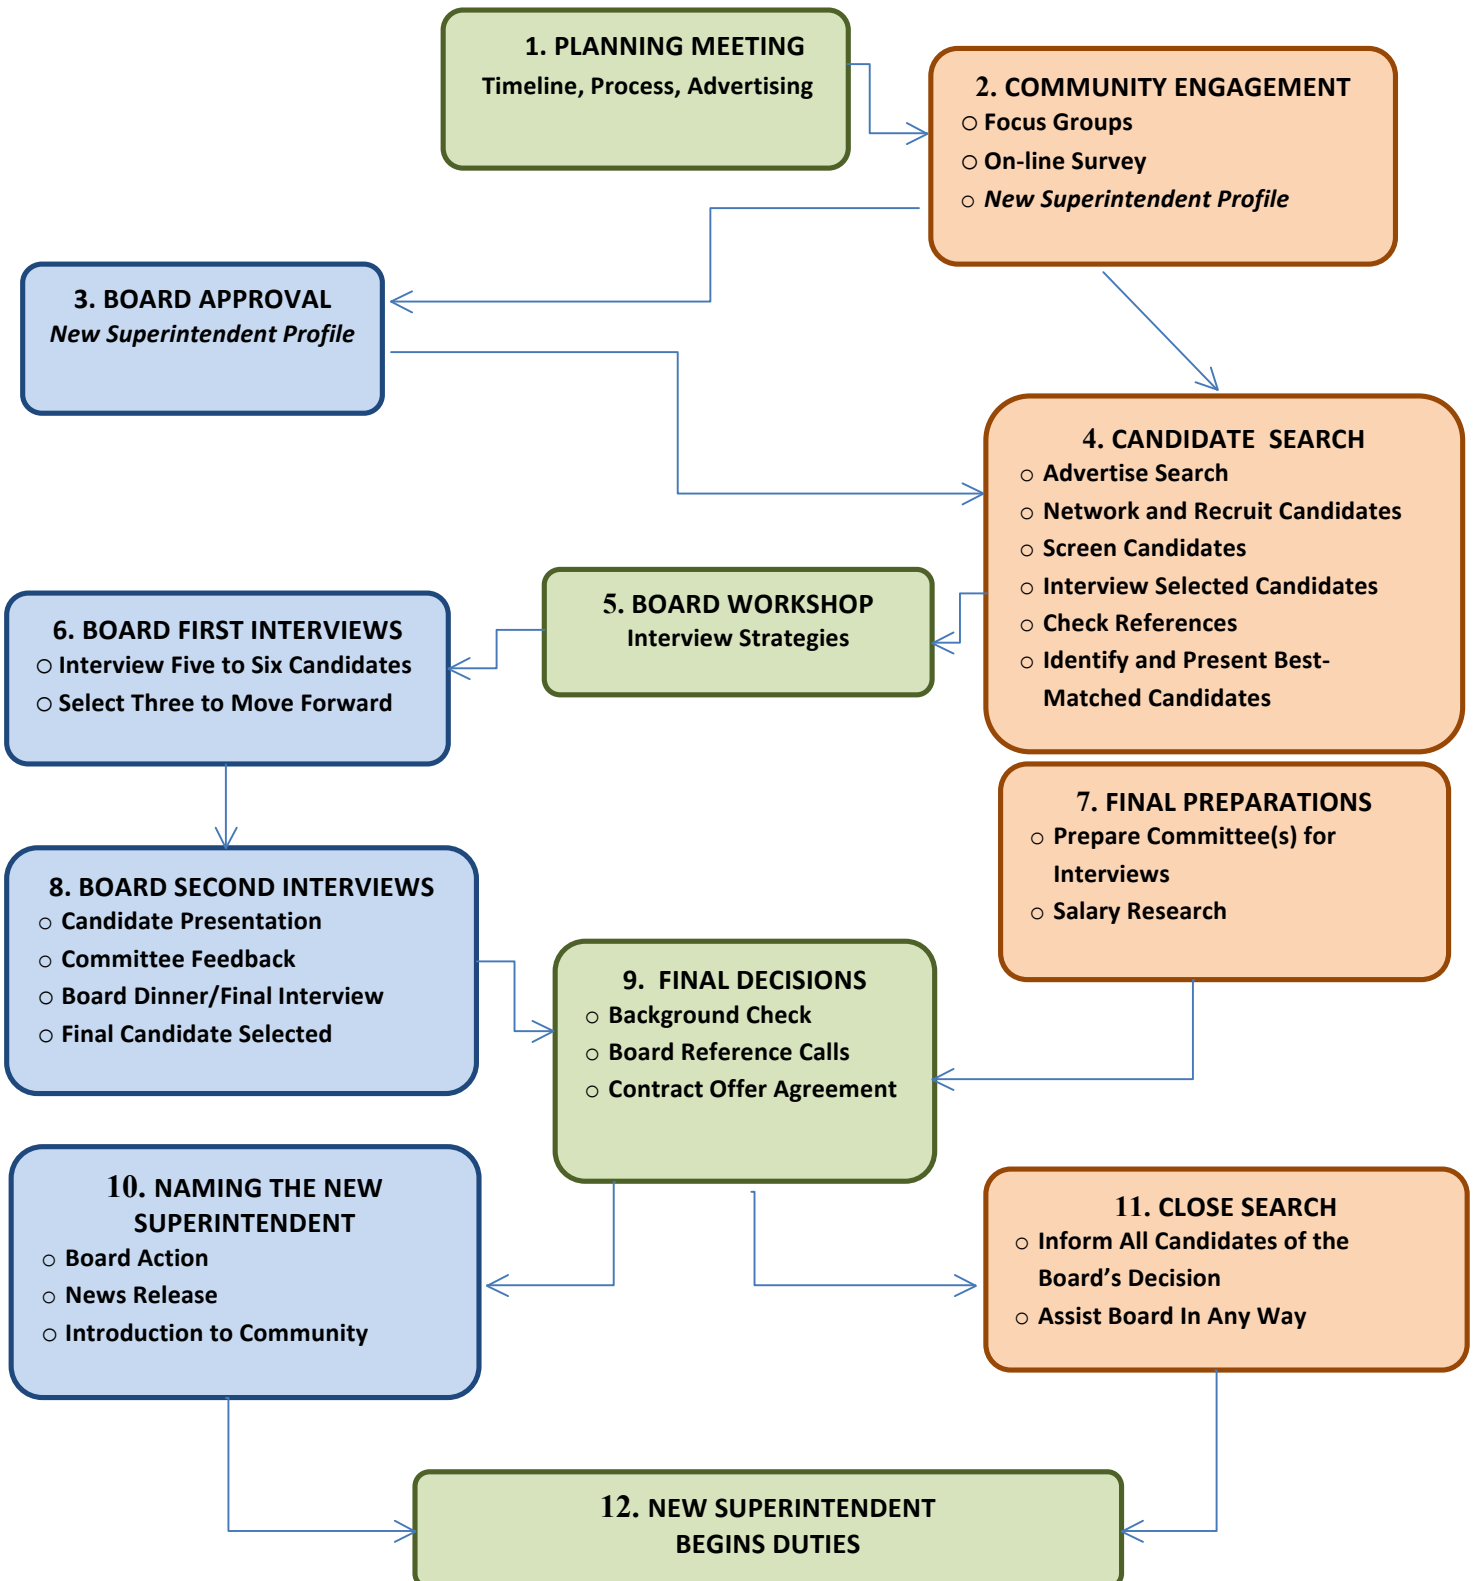 1. PLANNING MEETING
Timeline, Process, Advertising
2. COMMUNITY ENGAGEMENT
o Focus Groups
o On-line Survey
o New Superintendent Profile
3. BOARD APPROVAL
New Superintendent Profile
4. CANDIDATE SEARCH
o Advertise Search
o Network and Recruit Candidates
o Screen Candidates
o Interview Selected Candidates
o Check References
o Identify and Present Best-
Matched Candidates
5. BOARD WORKSHOP
Interview Strategies
6. BOARD FIRST INTERVIEWS
o Interview Five to Six Candidates
o Select Three to Move Forward
7. FINAL PREPARATIONS
o Prepare Committee(s) for
Interviews
o Salary Research
8. BOARD SECOND INTERVIEWS
o Candidate Presentation
o Committee Feedback
o Board Dinner/Final Interview
o Final Candidate Selected
9. FINAL DECISIONS
o Background Check
o Board Reference Calls
o Contract Offer Agreement
10. NAMING THE NEW
SUPERINTENDENT
o Board Action
o News Release
o Introduction to Community
11. CLOSE SEARCH
o Inform All Candidates of the
Board’s Decision
o Assist Board In Any Way
12. NEW SUPERINTENDENT
BEGINS DUTIES